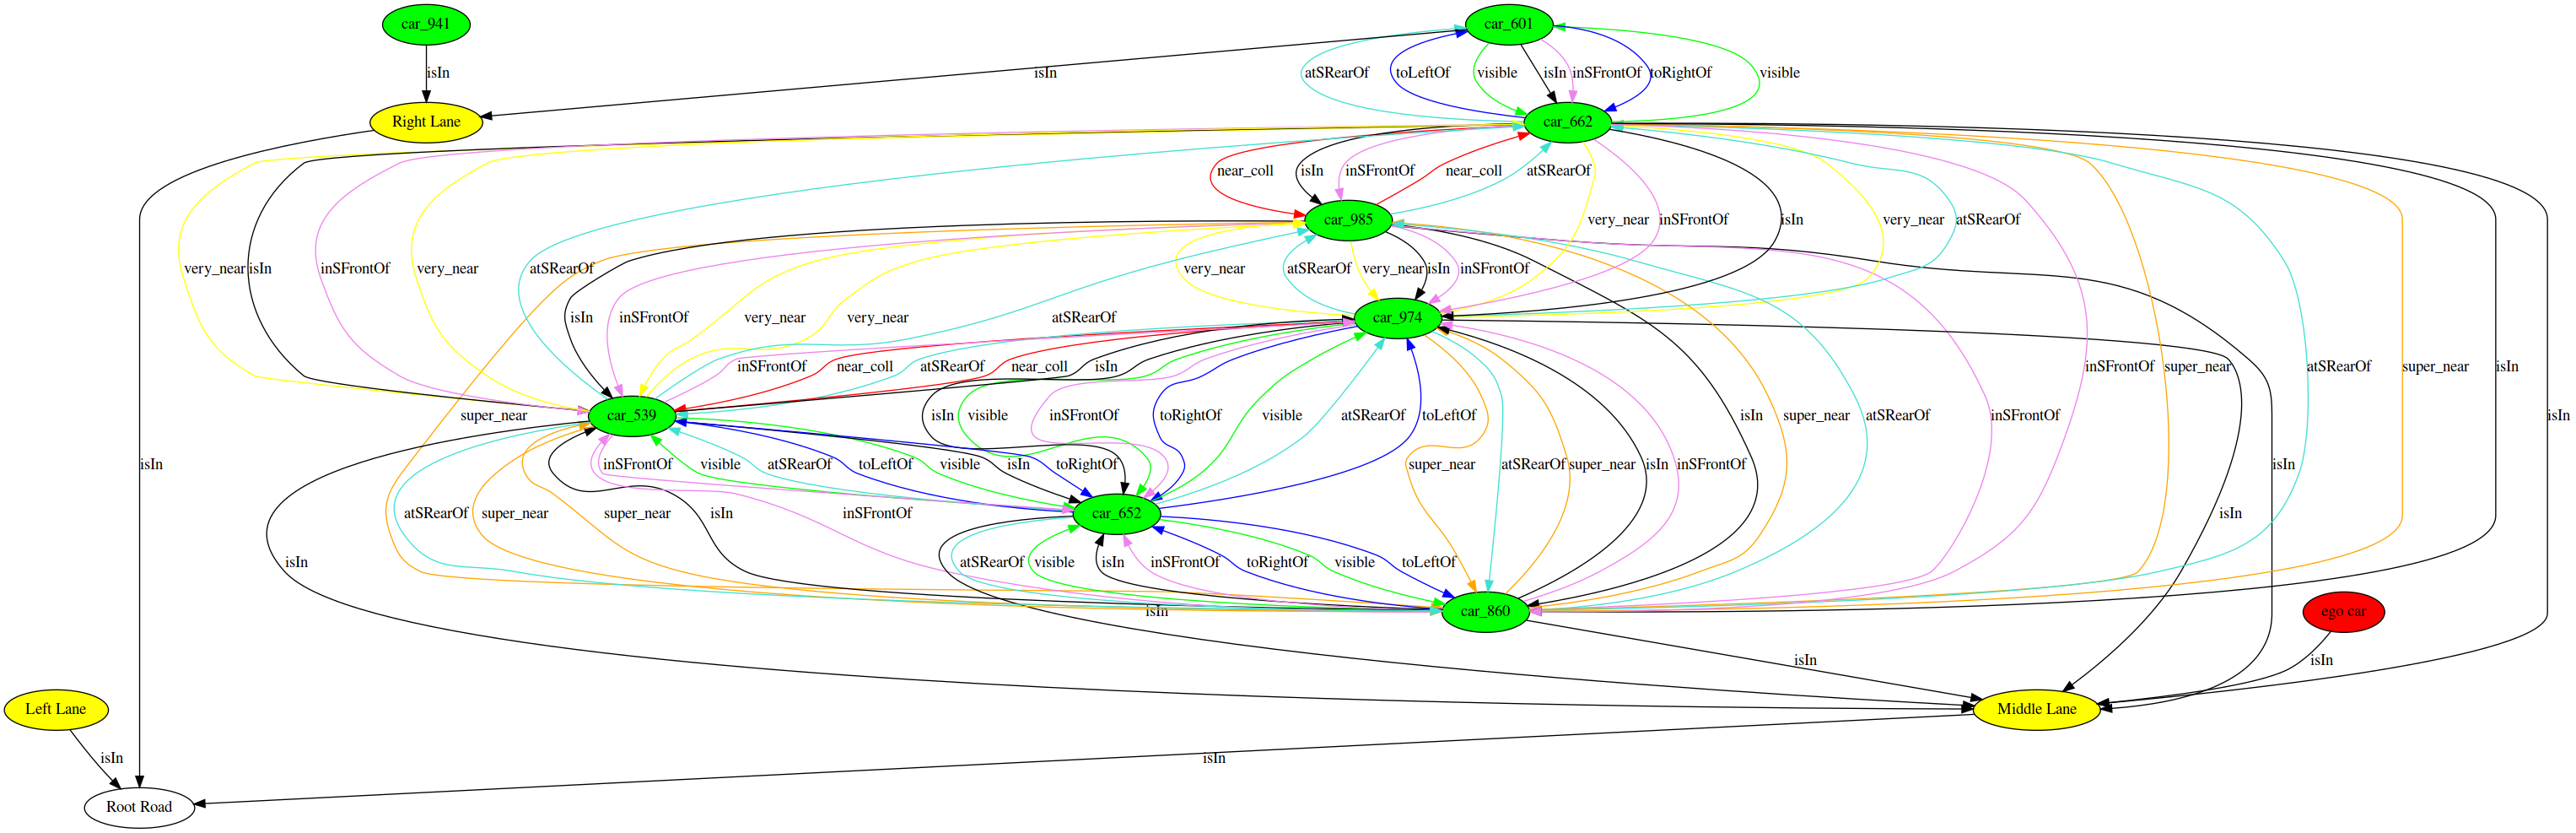 car_941
car_601
isIn
isIn
atSRearOf
toLeftOf
visible
isIn
inSFrontOf
toRightOf
visible
Right Lane
car_662
near_coll
isIn
inSFrontOf
near_coll
atSRearOf
car_985
very_near
inSFrontOf
isIn
very_near
atSRearOf
very_near
isIn
inSFrontOf
very_near
atSRearOf
very_near
atSRearOf
very_near
isIn
inSFrontOf
isIn
inSFrontOf
very_near
very_near
atSRearOf
car_974
inSFrontOf
near_coll
atSRearOf
near_coll
isIn
inSFrontOf
super_near
atSRearOf
super_near
isIn
car_539
super_near
isIn
visible
inSFrontOf
toRightOf
visible
atSRearOf
toLeftOf
super_near
isIn
atSRearOf
inSFrontOf
isIn
isIn
inSFrontOf
visible
atSRearOf
toLeftOf
visible
isIn
toRightOf
super_near
atSRearOf
super_near
isIn
inSFrontOf
isIn
atSRearOf
super_near
super_near
isIn
inSFrontOf
car_652
isIn
isIn
atSRearOf
visible
isIn
inSFrontOf
toRightOf
visible
toLeftOf
isIn
car_860
ego car
isIn
isIn
Left Lane
Middle Lane
isIn
isIn
Root Road